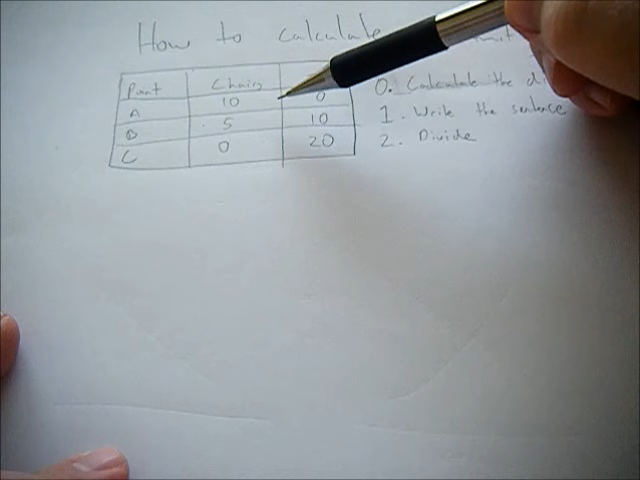 How to calculate
Point Chairs
A 10 0
B 5 10
C 0 20
0. Calculate the
1. Write the sentence
2. Divide